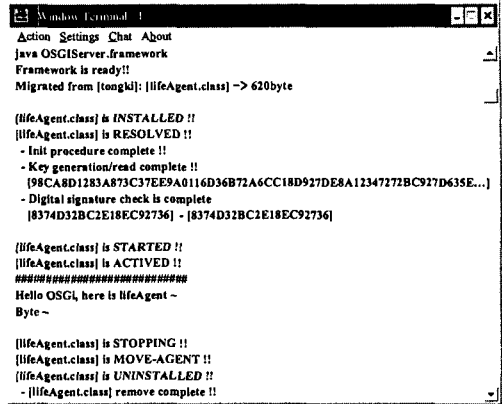 Window Terminal 1
Action Settings Chat About
java OSGIServer.framework
Framework is ready!!
Migrated from [tongki]: [lifeAgent.class] –> 620byte
[lifeAgent.class] is INSTALLED !!
[lifeAgent.class] is RESOLVED !!
- Init procedure complete !!
- Key generation/read complete !!
[98CA8D1283A873C37EE9A0116D36B72A6CC18D927DE8A12347272BC927D635E...]
- Digital signature check is complete
[8374D32BC2E18EC92736] - [8374D32BC2E18EC92736]
[lifeAgent.class] is STARTED !!
[lifeAgent.class] is ACTIVED !!
############################
Hello OSGi, here is lifeAgent ~
Byte ~
[lifeAgent.class] is STOPPING !!
[lifeAgent.class] is MOVE-AGENT !!
[lifeAgent.class] is UNINSTALLED !!
- [lifeAgent.class] remove complete !!